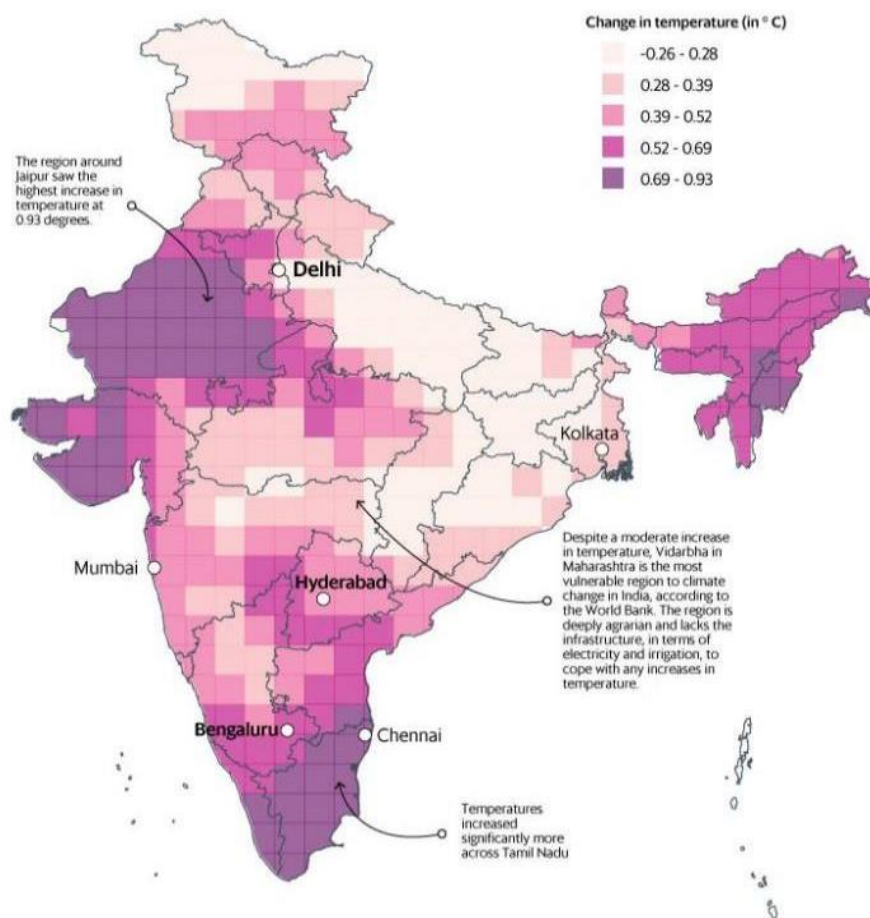 Change in temperature (in ° C)
-0.26 - 0.28
0.28 - 0.39
0.39 - 0.52
0.52 - 0.69
0.69 - 0.93
The region around
Jaipur saw the
highest increase in
temperature at
0.93 degrees.
Delhi
Kolkata
Mumbai
Hyderabad
Despite a moderate increase
in temperature, Vidarbha in
Maharashtra is the most
vulnerable region to climate
change in India, according to
the World Bank. The region is
deeply agrarian and lacks the
infrastructure, in terms of
electricity and irrigation, to
cope with any increases in
temperature.
Bengaluru
Chennai
Temperatures
increased
significantly more
across Tamil Nadu